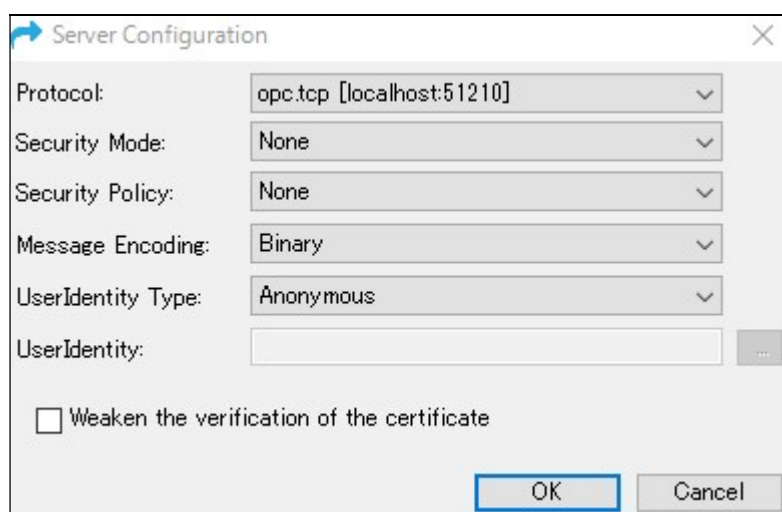 Server Configuration
Protocol: opc.tcp [localhost:51210]
Security Mode: None
Security Policy: None
Message Encoding: Binary
UserIdentity Type: Anonymous
UserIdentity: ...
Weaken the verification of the certificate
OK Cancel